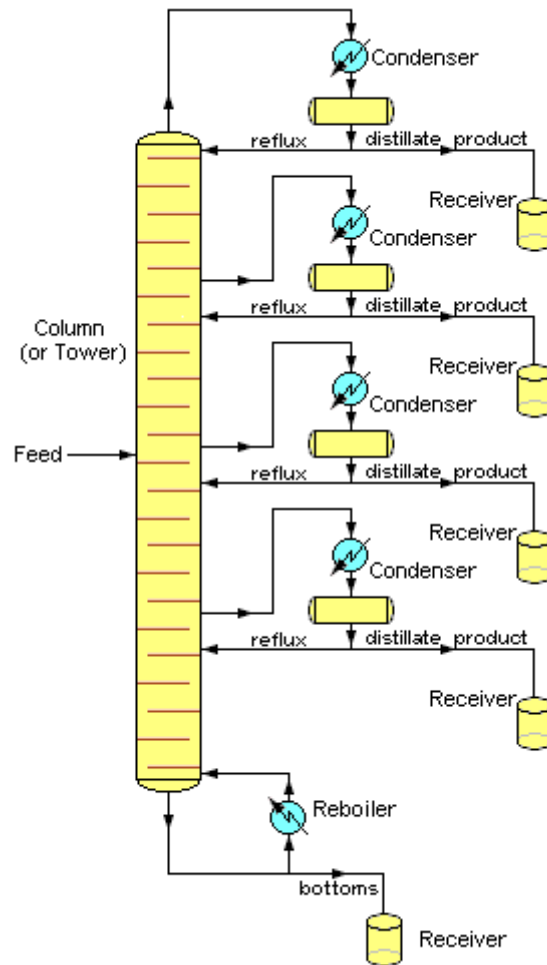 Condenser
reflux distillate product
Receiver
Condenser
Column
(or Tower)
reflux distillate product
Receiver
Condenser
Feed
reflux distillate product
Receiver
Condenser
reflux distillate product
Receiver
Reboiler
bottoms
Receiver